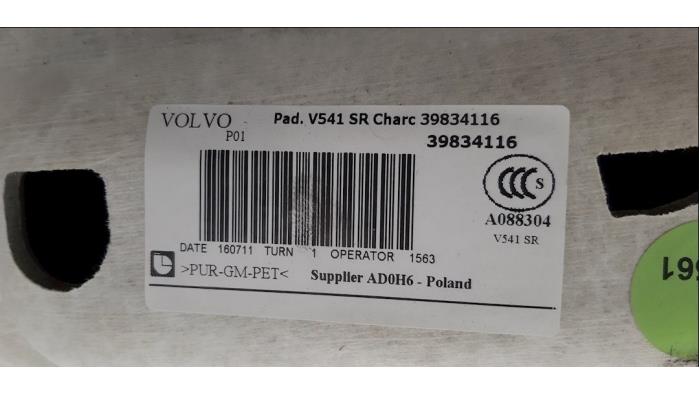 VOLVO Pad. V541 SR Charc 39834116
P01 39834116
CCC S
A088304
V541 SR
DATE 160711 TURN 1 OPERATOR 1563
>PUR-GM-PET< Supplier AD0H6 - Poland